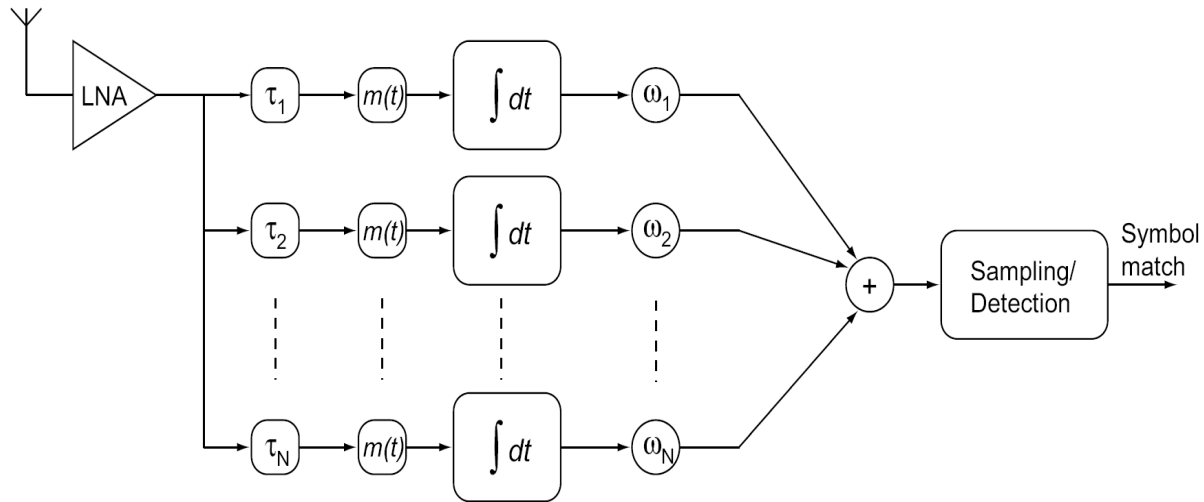 LNA
τ1
m(t)
∫ dt
ω1
τ2
m(t)
∫ dt
ω2
+
Sampling/
Detection
Symbol
match
τN
m(t)
∫ dt
ωN